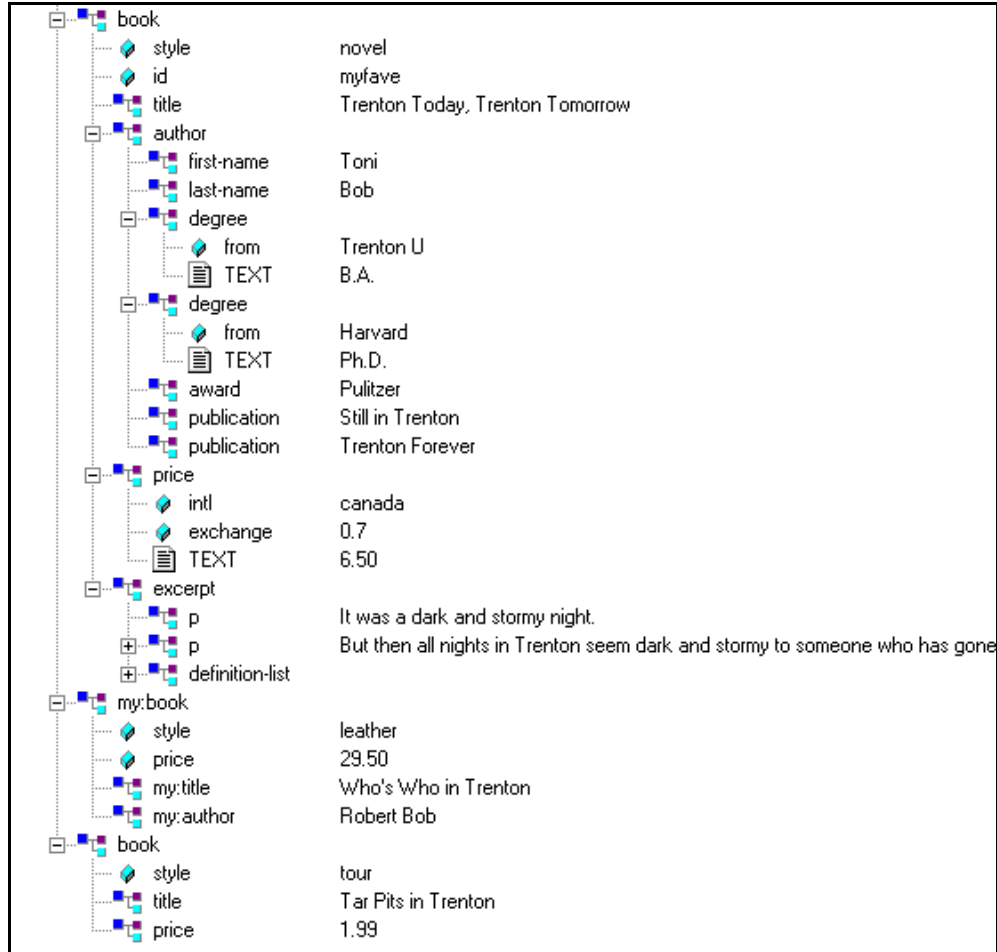 book
style novel
id myfave
title Trenton Today, Trenton Tomorrow
author
first-name Toni
last-name Bob
degree
from Trenton U
TEXT B.A.
degree
from Harvard
TEXT Ph.D.
award Pulitzer
publication Still in Trenton
publication Trenton Forever
price
intl canada
exchange 0.7
TEXT 6.50
excerpt
p It was a dark and stormy night.
p But then all nights in Trenton seem dark and stormy to someone who has gone
definition-list
my:book
style leather
price 29.50
my:title Who's Who in Trenton
my:author Robert Bob
book
style tour
title Tar Pits in Trenton
price 1.99